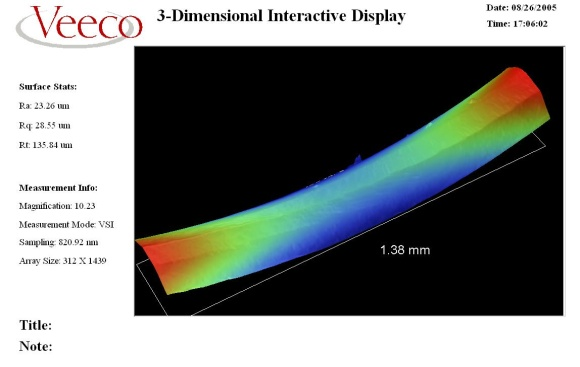 Veeco
3-Dimensional Interactive Display
Date: 08/26/2005
Time: 17:06:02
Surface Stats:
Ra: 23.26 um
Rq: 28.55 um
Rt: 135.84 um
Measurement Info:
Magnification: 10.23
Measurement Mode: VSI
Sampling: 820.92 nm
Array Size: 312 X 1439
1.38 mm
Title:
Note: